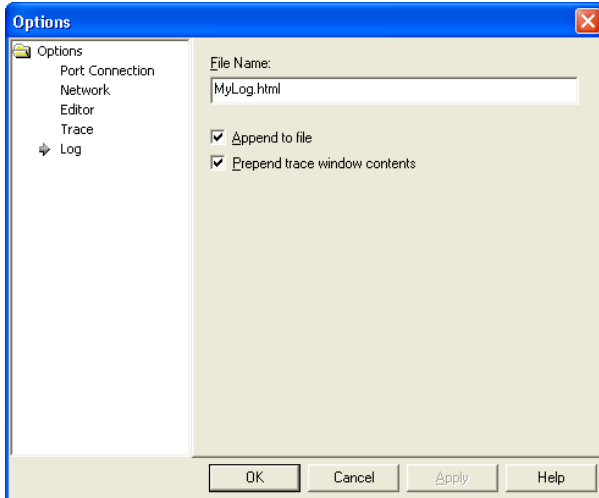 Options
Options
Port Connection
Network
Editor
Trace
Log
File Name:
MyLog.html
Append to file
Prepend trace window contents
OK
Cancel
Apply
Help